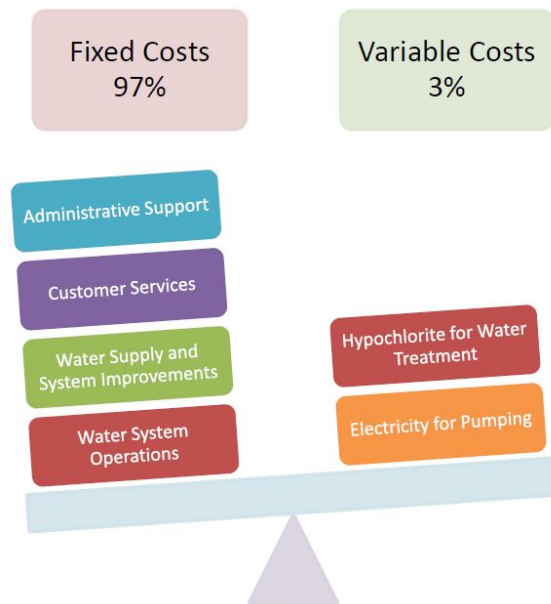 Fixed Costs
97%
Variable Costs
3%
Administrative Support
Customer Services
Water Supply and
System Improvements
Water System
Operations
Hypochlorite for Water
Treatment
Electricity for Pumping